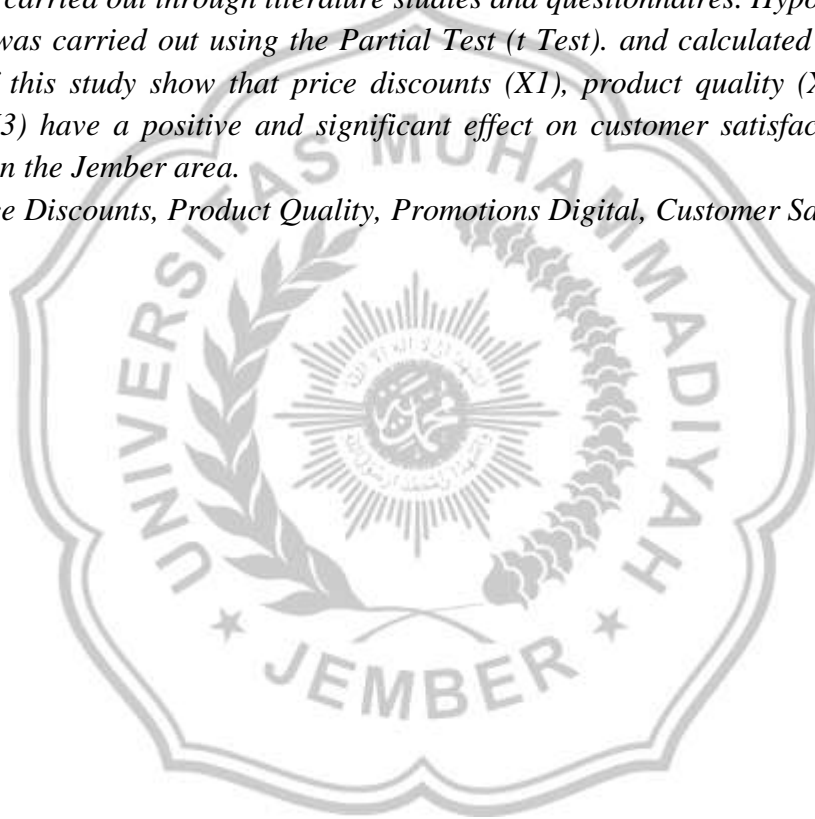 carried out through literature studies and questionnaires. Hypo
was carried out using the Partial Test (t Test). and calculated
this study show that price discounts (X1), product quality (X
3) have a positive and significant effect on customer satisfac
n the Jember area.
e Discounts, Product Quality, Promotions Digital, Customer Sa
UNIVERSITAS MUHAMMADIYAH
JEMBER